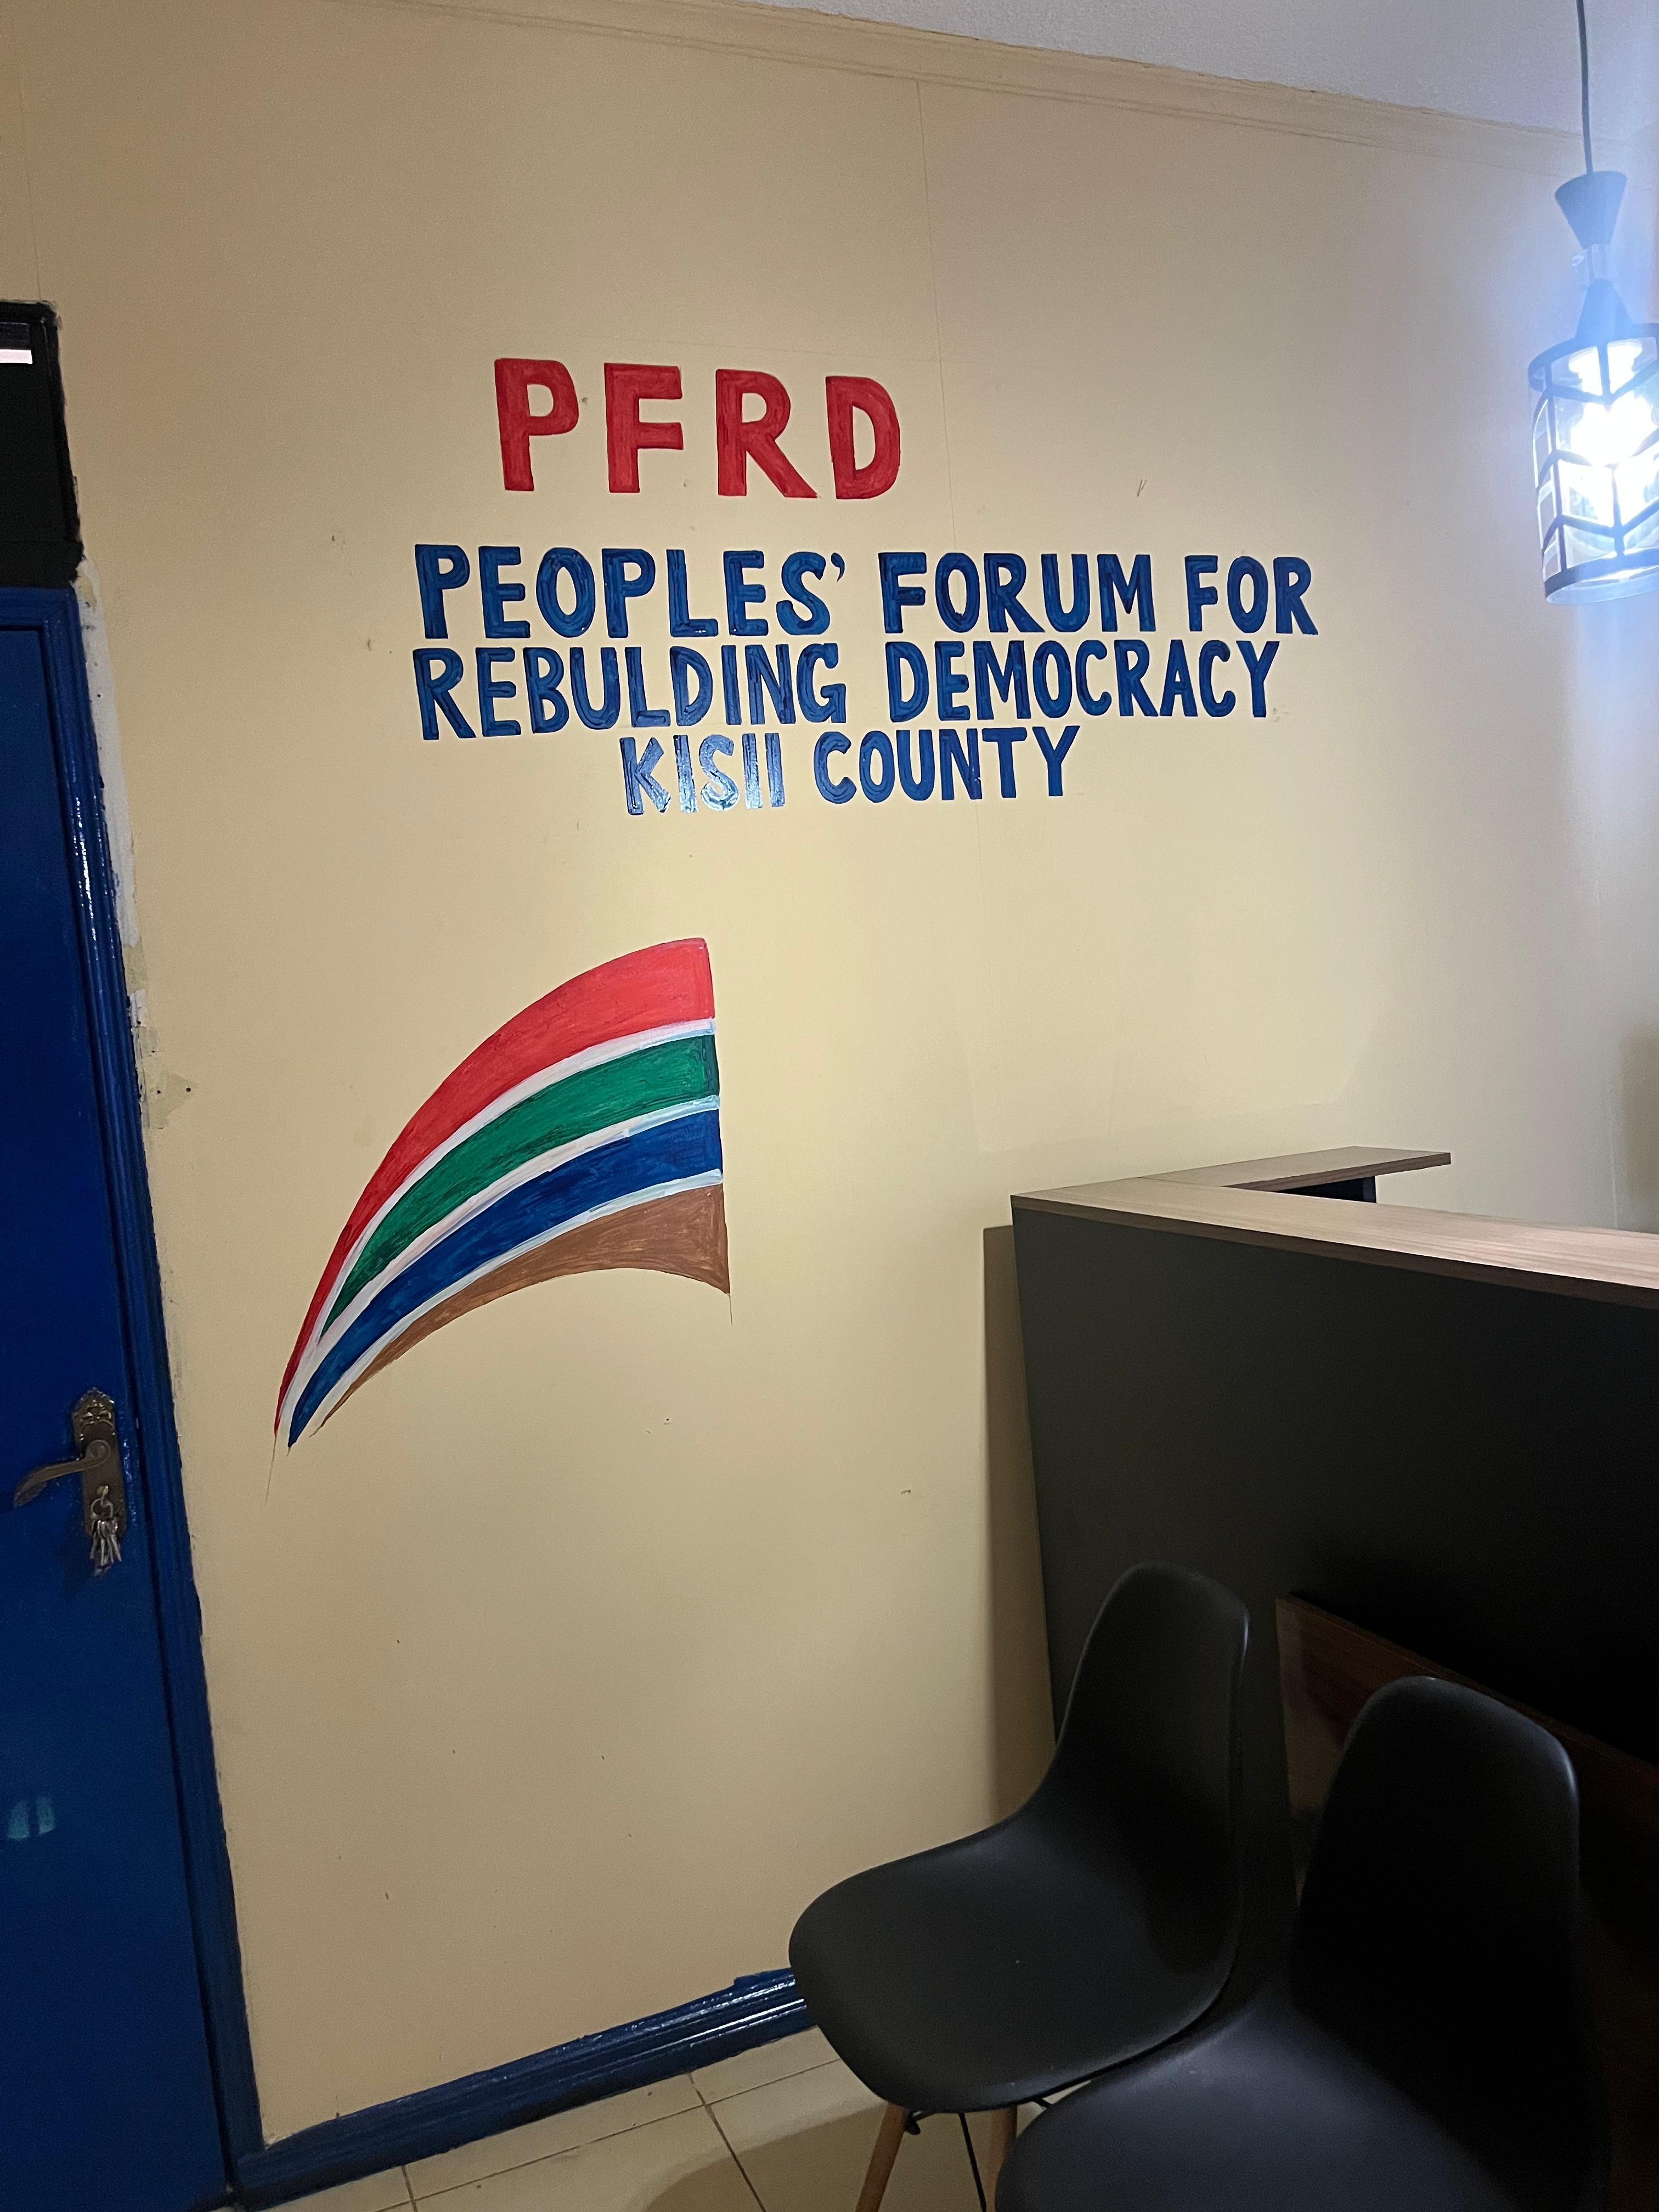 PFRD
PEOPLES' FORUM FOR
REBULDING DEMOCRACY
KISII COUNTY